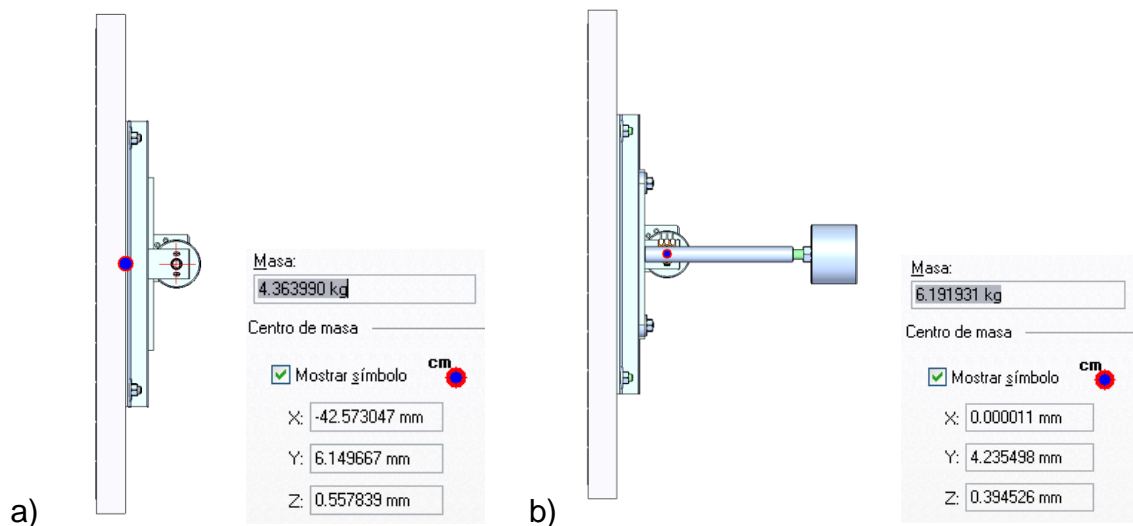 Masa:
4.363990 kg
Centro de masa
Mostrar símbolo
cm
X: -42.573047 mm
Y: 6.149667 mm
Z: 0.557839 mm
a)
Masa:
6.191931 kg
Centro de masa
Mostrar símbolo
cm
X: 0.000011 mm
Y: 4.235498 mm
Z: 0.394526 mm
b)